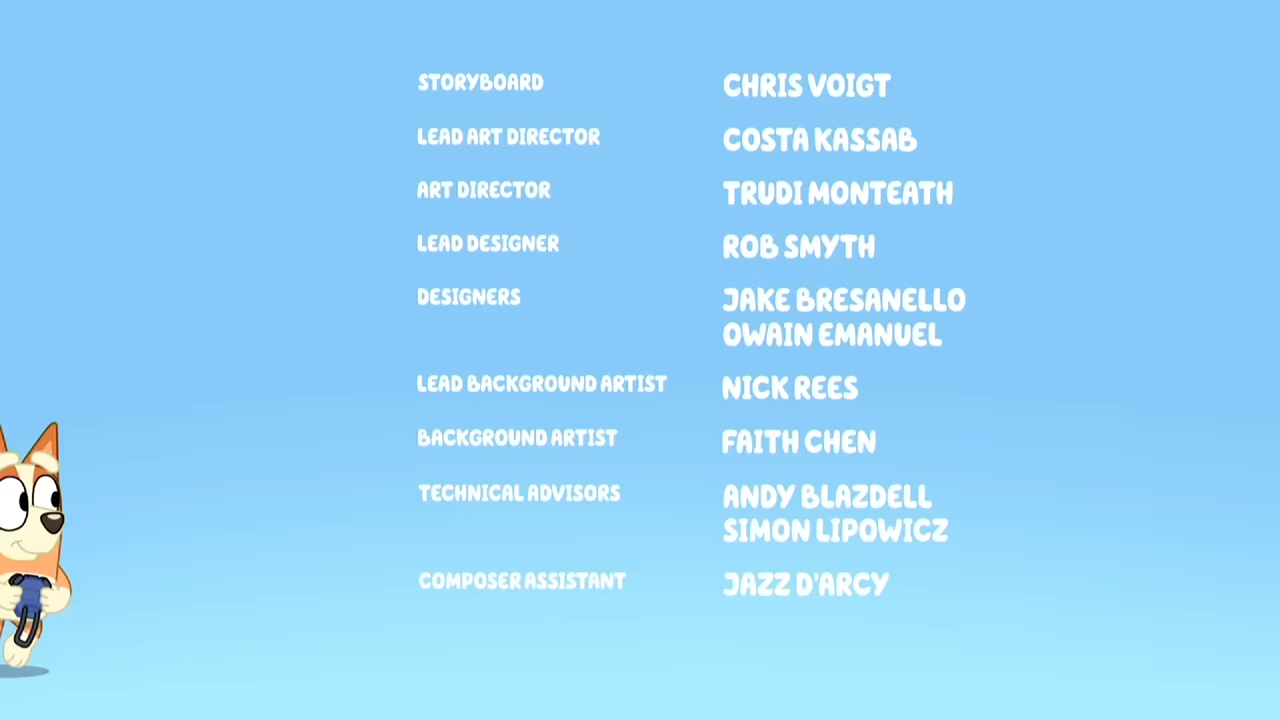 STORYBOARD CHRIS VOIGT
LEAD ART DIRECTOR COSTA KASSAB
ART DIRECTOR TRUDI MONTEATH
LEAD DESIGNER ROB SMYTH
DESIGNERS JAKE BRESANELLO
OWAIN EMANUEL
LEAD BACKGROUND ARTIST NICK REES
BACKGROUND ARTIST FAITH CHEN
TECHNICAL ADVISORS ANDY BLAZDELL
SIMON LIPOWICZ
COMPOSER ASSISTANT JAZZ D'ARCY